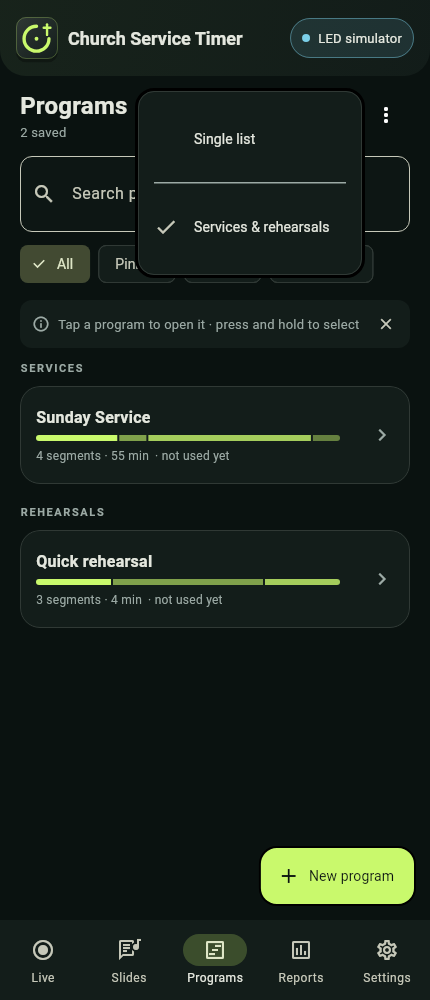 Church Service Timer
LED simulator
Programs
2 saved
Single list
Services & rehearsals
Search p
All
Pin
Tap a program to open it · press and hold to select
SERVICES
Sunday Service
4 segments · 55 min · not used yet
REHEARSALS
Quick rehearsal
3 segments · 4 min · not used yet
New program
Live
Slides
Programs
Reports
Settings